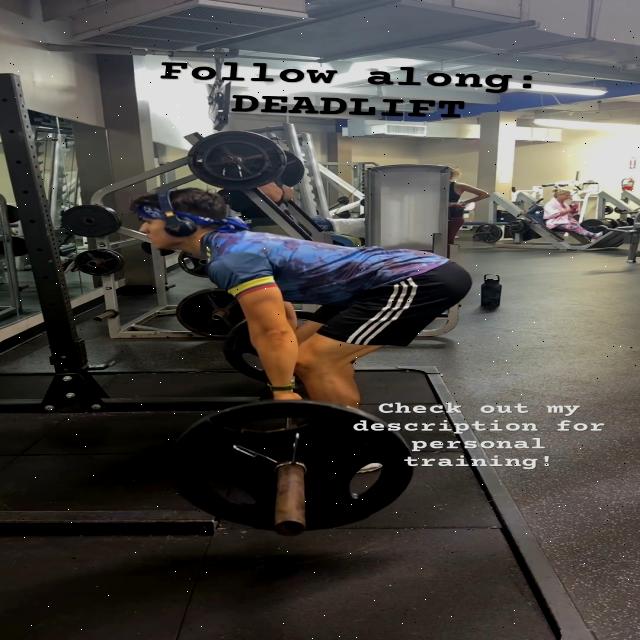 Follow along:
DEADLIFT
Check out my
description for
personal
training!